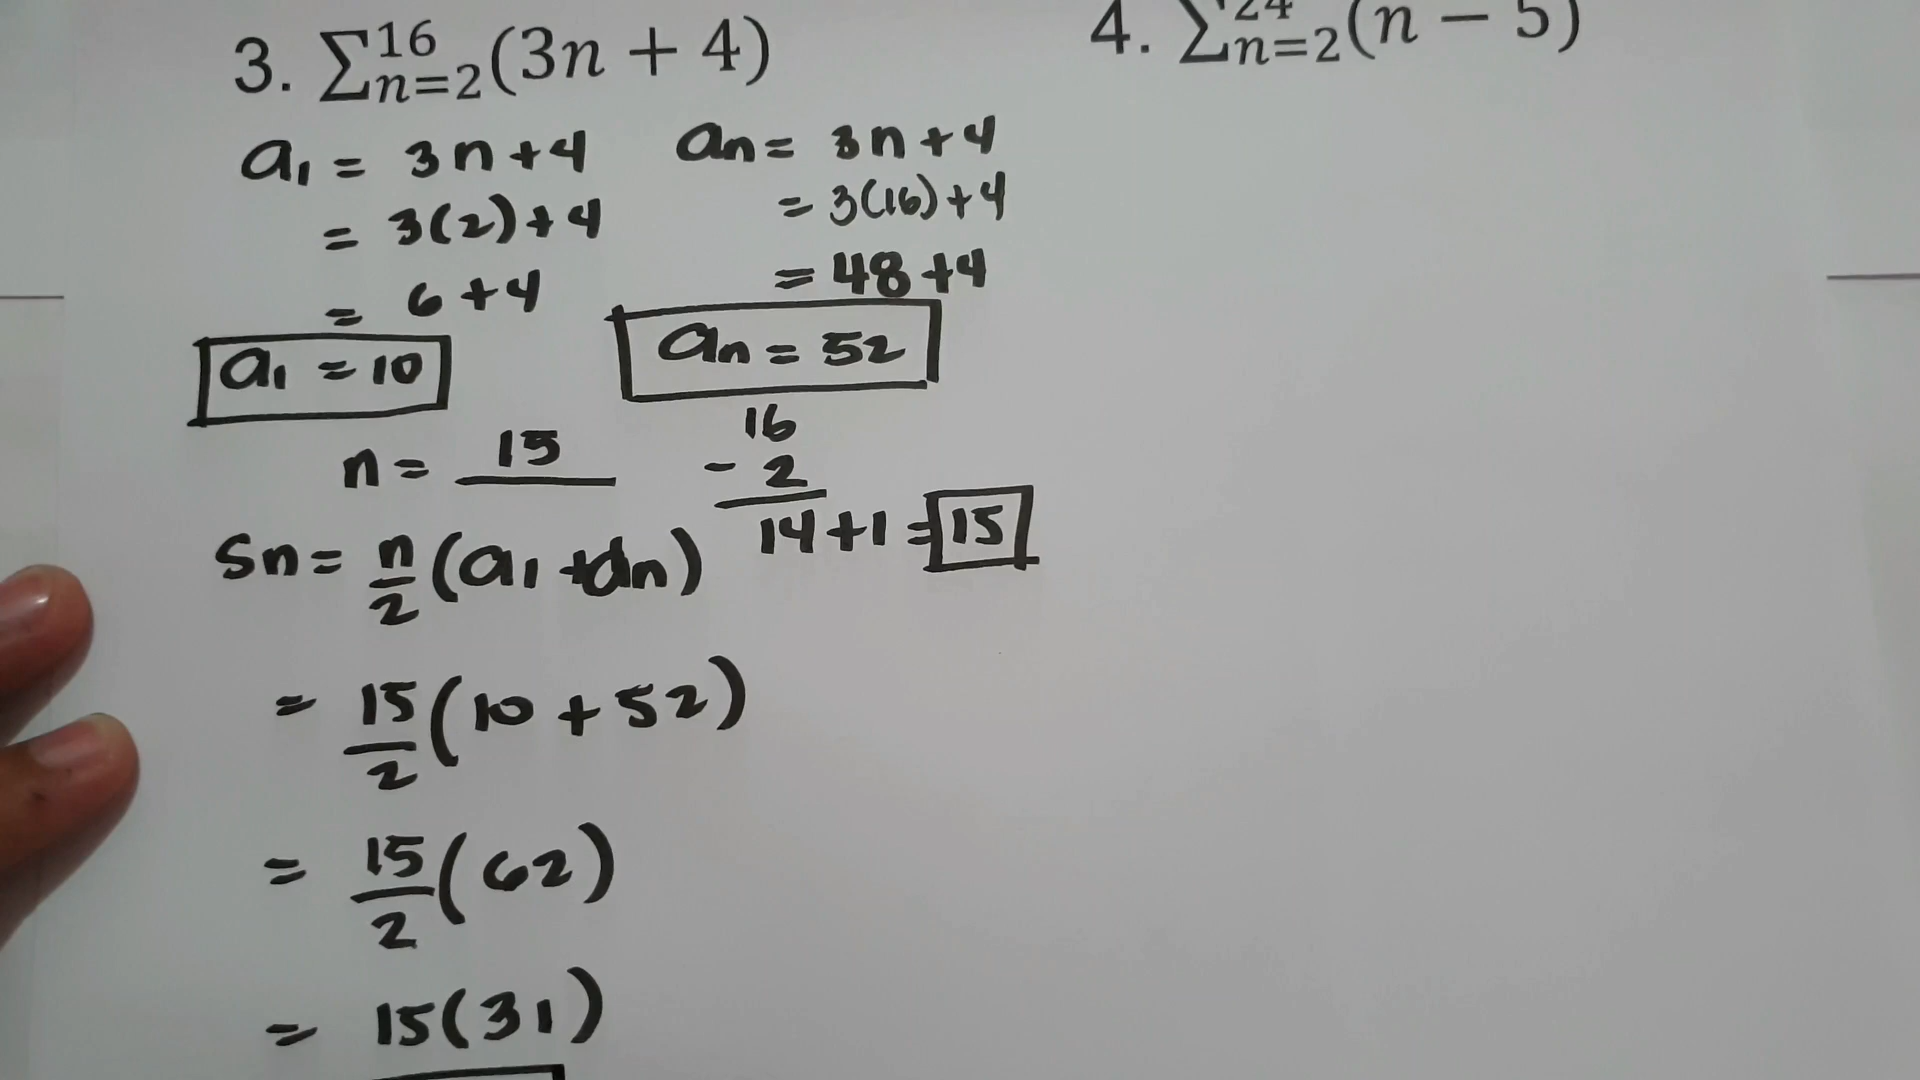 3. ∑₍ₙ₌₂₎¹⁶(3n + 4)
a₁ = 3n + 4
= 3(2) + 4
= 6 + 4
a₁ = 10
an = 3n + 4
= 3(16) + 4
= 48 + 4
an = 52
n = 15
16
- 2
14 + 1 = 15
Sn = n/2 (a₁ + an)
= 15/2 (10 + 52)
= 15/2 (62)
= 15(31)
4. ∑₍ₙ₌₂₎²⁴(n − 5)